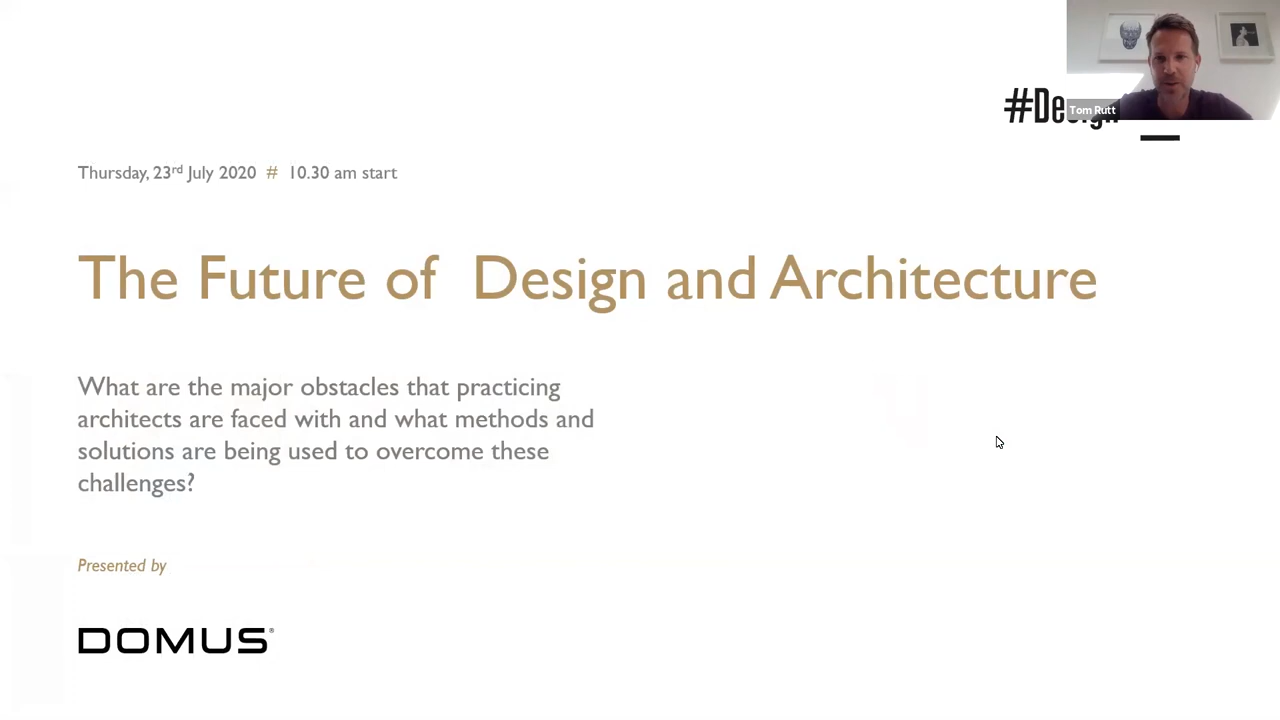 #De
Tom Rutt
Thursday, 23rd July 2020 # 10.30 am start
The Future of Design and Architecture
What are the major obstacles that practicing
architects are faced with and what methods and
solutions are being used to overcome these
challenges?
Presented by
DOMUS®